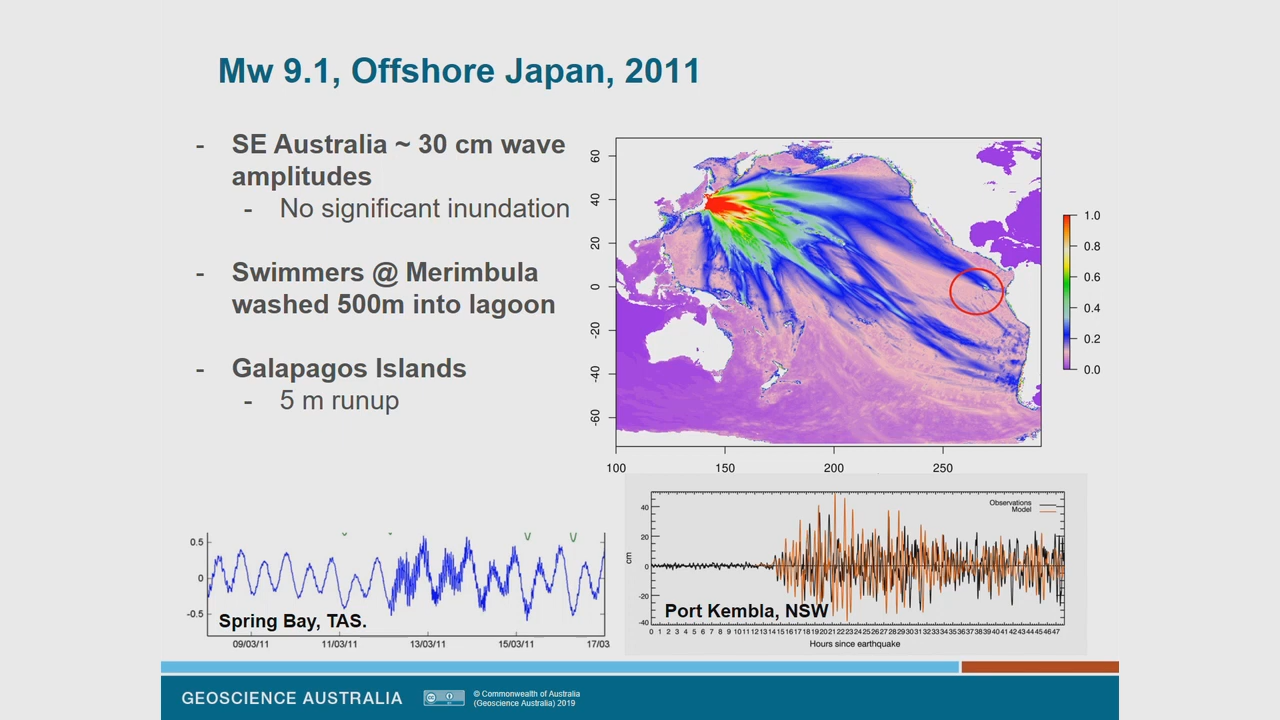 Mw 9.1, Offshore Japan, 2011
- SE Australia ~ 30 cm wave
amplitudes
- No significant inundation
- Swimmers @ Merimbula
washed 500m into lagoon
- Galapagos Islands
- 5 m runup
60
40
20
0
-20
-40
-60
100 150 200 250
1.0
0.8
0.6
0.4
0.2
0.0
0.5
0
-0.5
Spring Bay, TAS.
09/03/11 11/03/11 13/03/11 15/03/11 17/03
Observations
Model
40
20
0
-20
-40
cm
Port Kembla, NSW
0 1 2 3 4 5 6 7 8 9 10 11 12 13 14 15 16 17 18 19 20 21 22 23 24 25 26 27 28 29 30 31 32 33 34 35 36 37 38 39 40 41 42 43 44 45 46 47
Hours since earthquake
GEOSCIENCE AUSTRALIA
cc
© Commonwealth of Australia
(Geoscience Australia) 2019